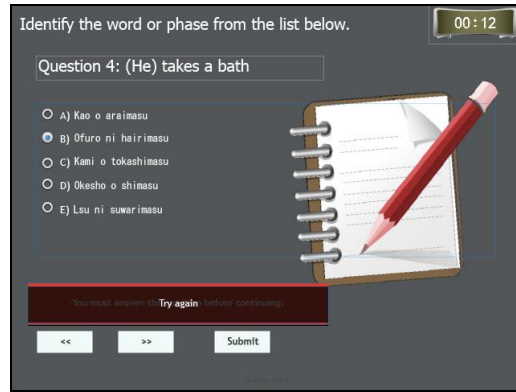 Identify the word or phase from the list below.
00:12
Question 4: (He) takes a bath
A) Kao o araimasu
B) Ofuro ni hairimasu
C) Kami o tokashimasu
D) Okesho o shimasu
E) Lsu ni suwarimasu
You must answer the Try again before continuing.
<< >> Submit